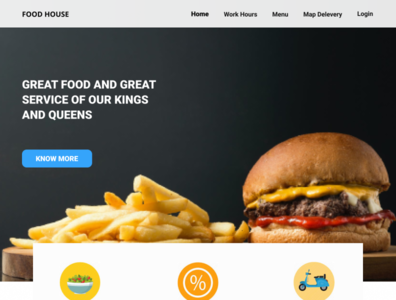 FOOD HOUSE
Home
Work Hours
Menu
Map Delevery
Login
GREAT FOOD AND GREAT
SERVICE OF OUR KINGS
AND QUEENS
KNOW MORE
%